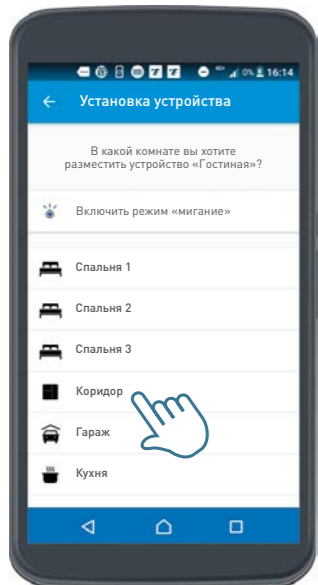 0% 16:14
Установка устройства
В какой комнате вы хотите
разместить устройство «Гостиная»?
Включить режим «мигание»
Спальня 1
Спальня 2
Спальня 3
Коридор
Гараж
Кухня